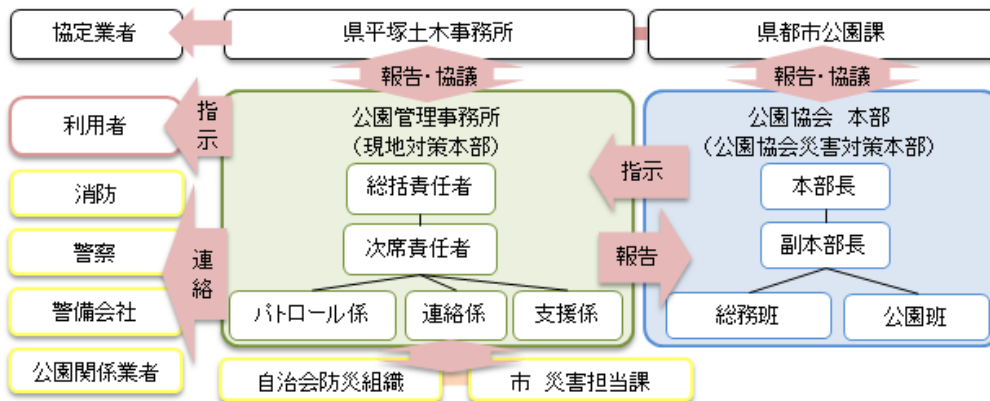 協定業者
県平塚土木事務所
県都市公園課
報告・協議
報告・協議
利用者
指示
公園管理事務所
(現地対策本部)
公園協会 本部
(公園協会災害対策本部)
消防
総括責任者
指示
本部長
警察
連絡
次席責任者
報告
副本部長
警備会社
パトロール係
連絡係
支援係
総務班
公園班
公園関係業者
自治会防災組織
市 災害担当課